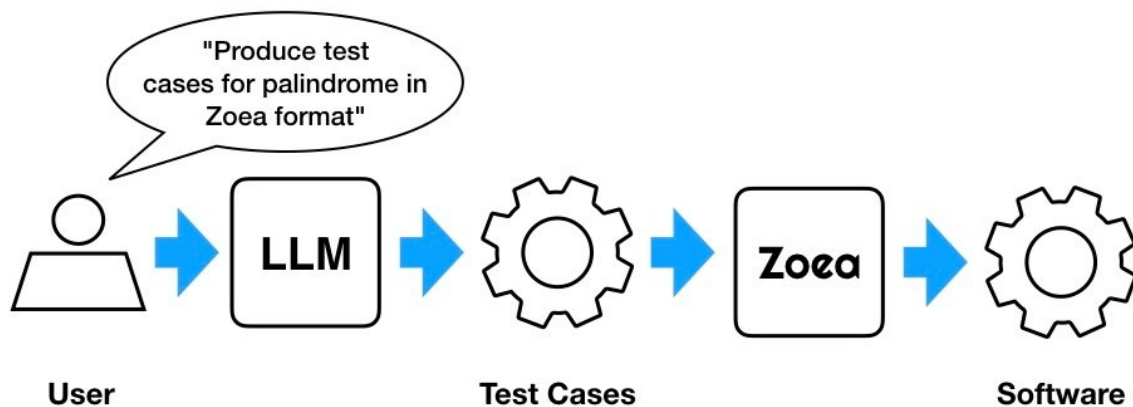 "Produce test
cases for palindrome in
Zoea format"
LLM
Zoea
User
Test Cases
Software